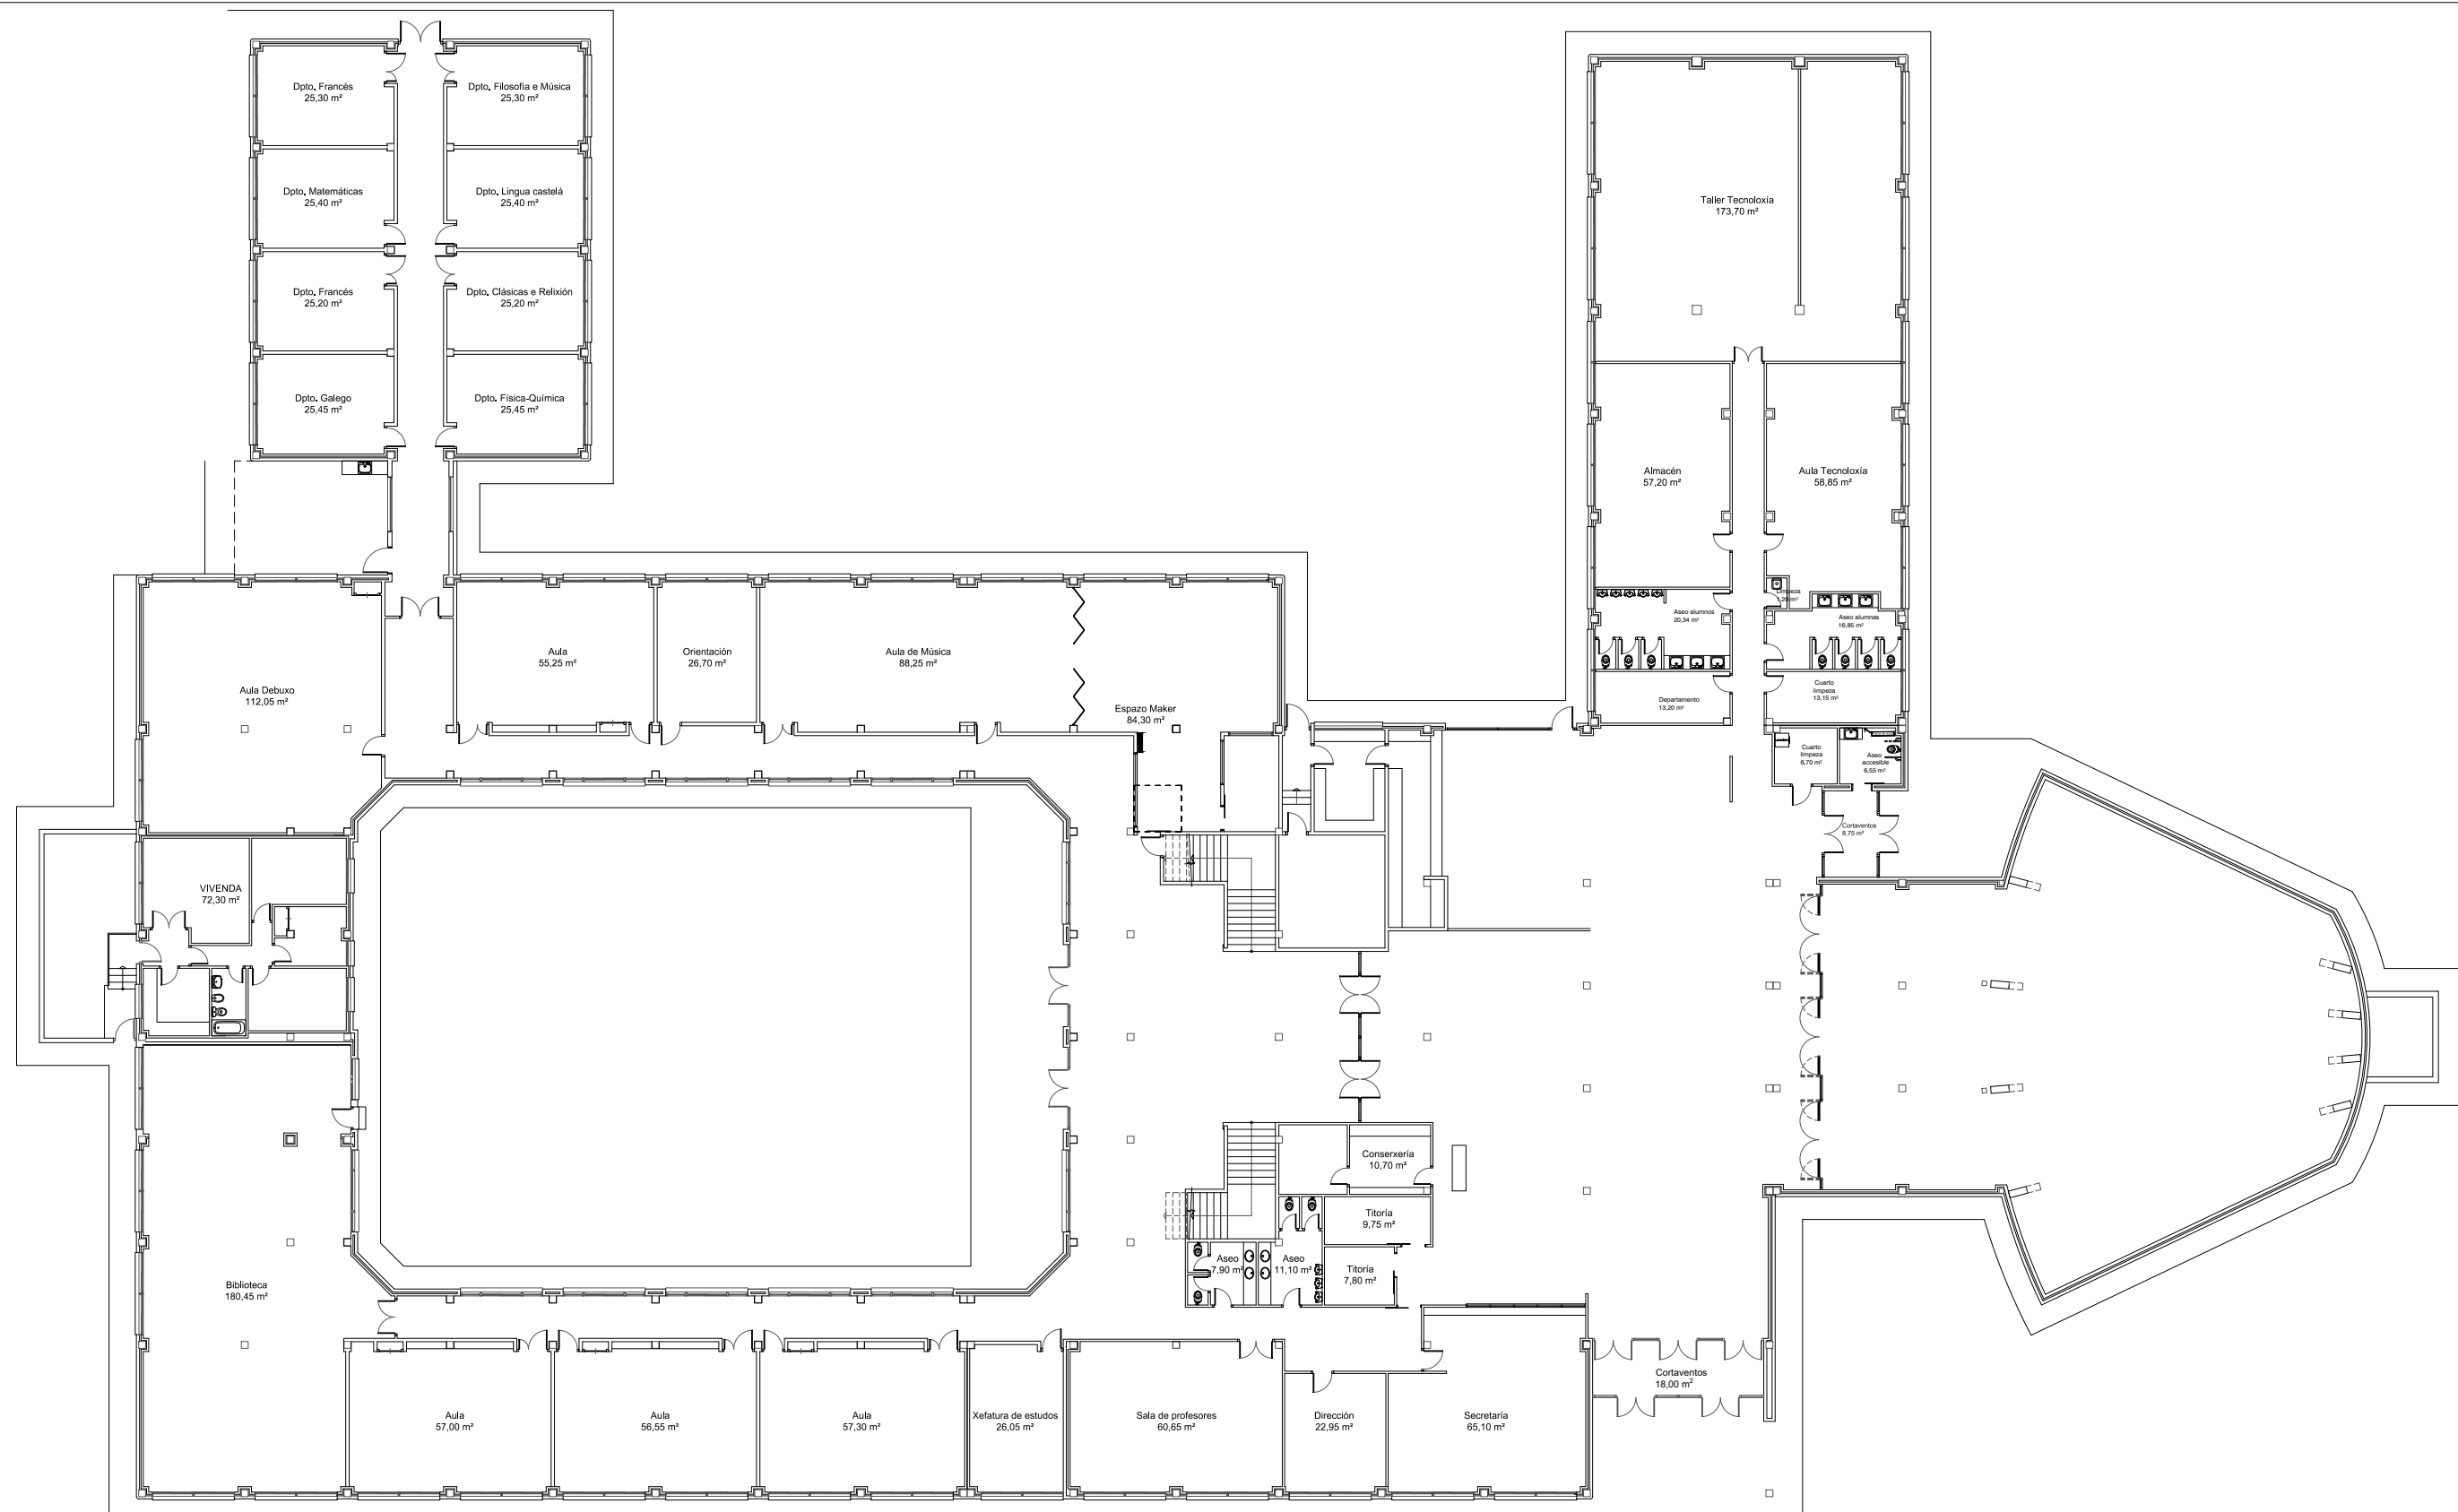 Dpto. Francés
25,30 m²
Dpto. Filosofía e Música
25,30 m²
Dpto. Matemáticas
25,40 m²
Dpto. Lingua castelá
25,40 m²
Dpto. Francés
25,20 m²
Dpto. Clásicas e Relixión
25,20 m²
Dpto. Galego
25,45 m²
Dpto. Física-Química
25,45 m²
Taller Tecnoloxía
173,70 m²
Almacén
57,20 m²
Aula Tecnoloxía
58,85 m²
Limpeza
1,20 m²
Aseo alumnos
20,34 m²
Aseo alumnas
16,85 m²
Departamento
13,20 m²
Cuarto
limpeza
13,15 m²
Cuarto
limpeza
6,70 m²
Aseo
accesible
6,55 m²
Cortaventos
8,75 m²
Aula Debuxo
112,05 m²
Aula
55,25 m²
Orientación
26,70 m²
Aula de Música
88,25 m²
Espazo Maker
84,30 m²
VIVENDA
72,30 m²
Biblioteca
180,45 m²
Conserxería
10,70 m²
Titoría
9,75 m²
Aseo
7,90 m²
Aseo
11,10 m²
Titoría
7,80 m²
Aula
57,00 m²
Aula
56,55 m²
Aula
57,30 m²
Xefatura de estudos
26,05 m²
Sala de profesores
60,65 m²
Dirección
22,95 m²
Secretaría
65,10 m²
Cortaventos
18,00 m²